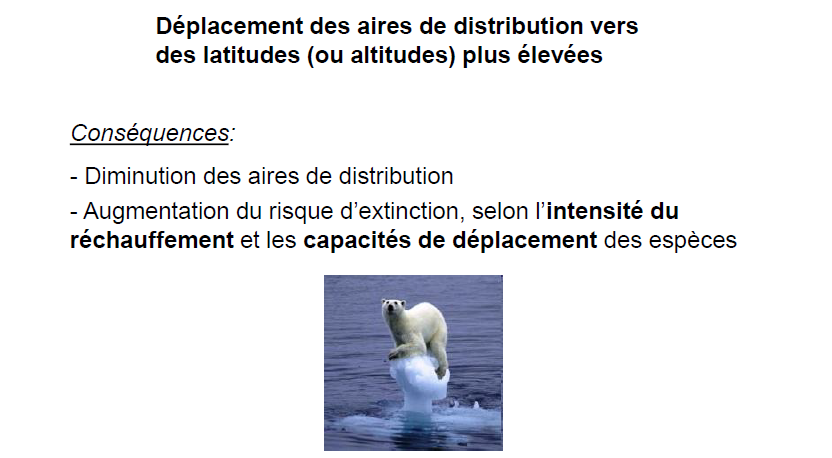 Déplacement des aires de distribution vers
des latitudes (ou altitudes) plus élevées
Conséquences:
- Diminution des aires de distribution
- Augmentation du risque d’extinction, selon l’intensité du
réchauffement et les capacités de déplacement des espèces